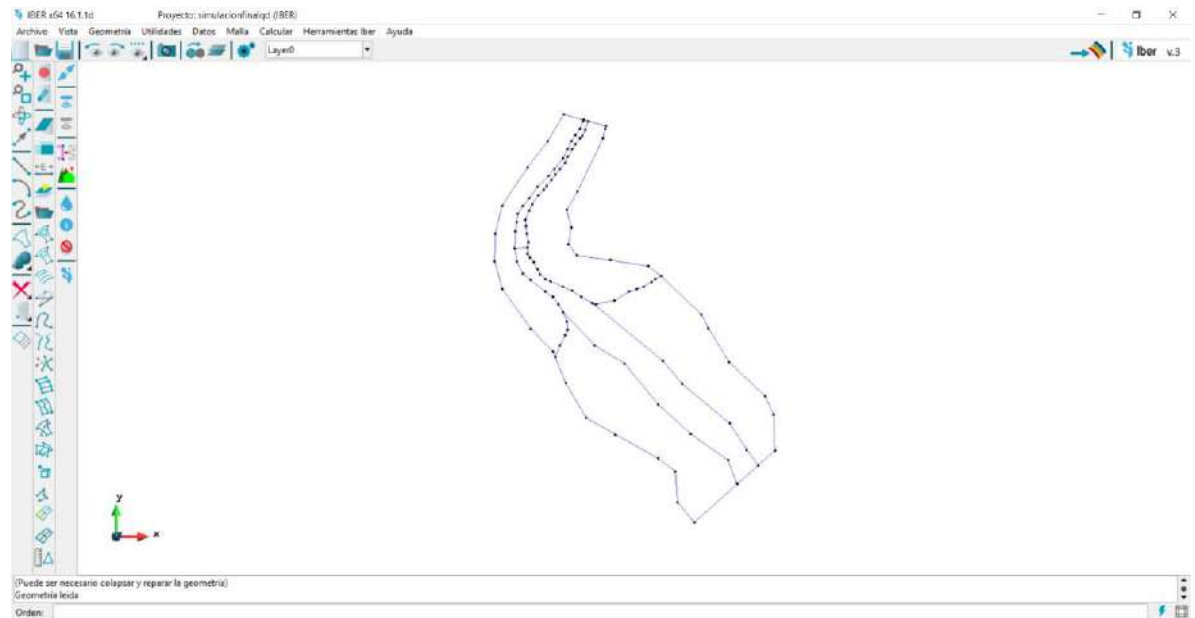 IBER x64 16.1.1d Proyecto: simulacionfinalqd (IBER)
Archivo Vista Geometría Utilidades Datos Malla Calcular Herramientas Iber Ayuda
Layer0
Iber v.3
y
x
(Puede ser necesario colapsar y reparar la geometría)
Geometría leida
Orden: